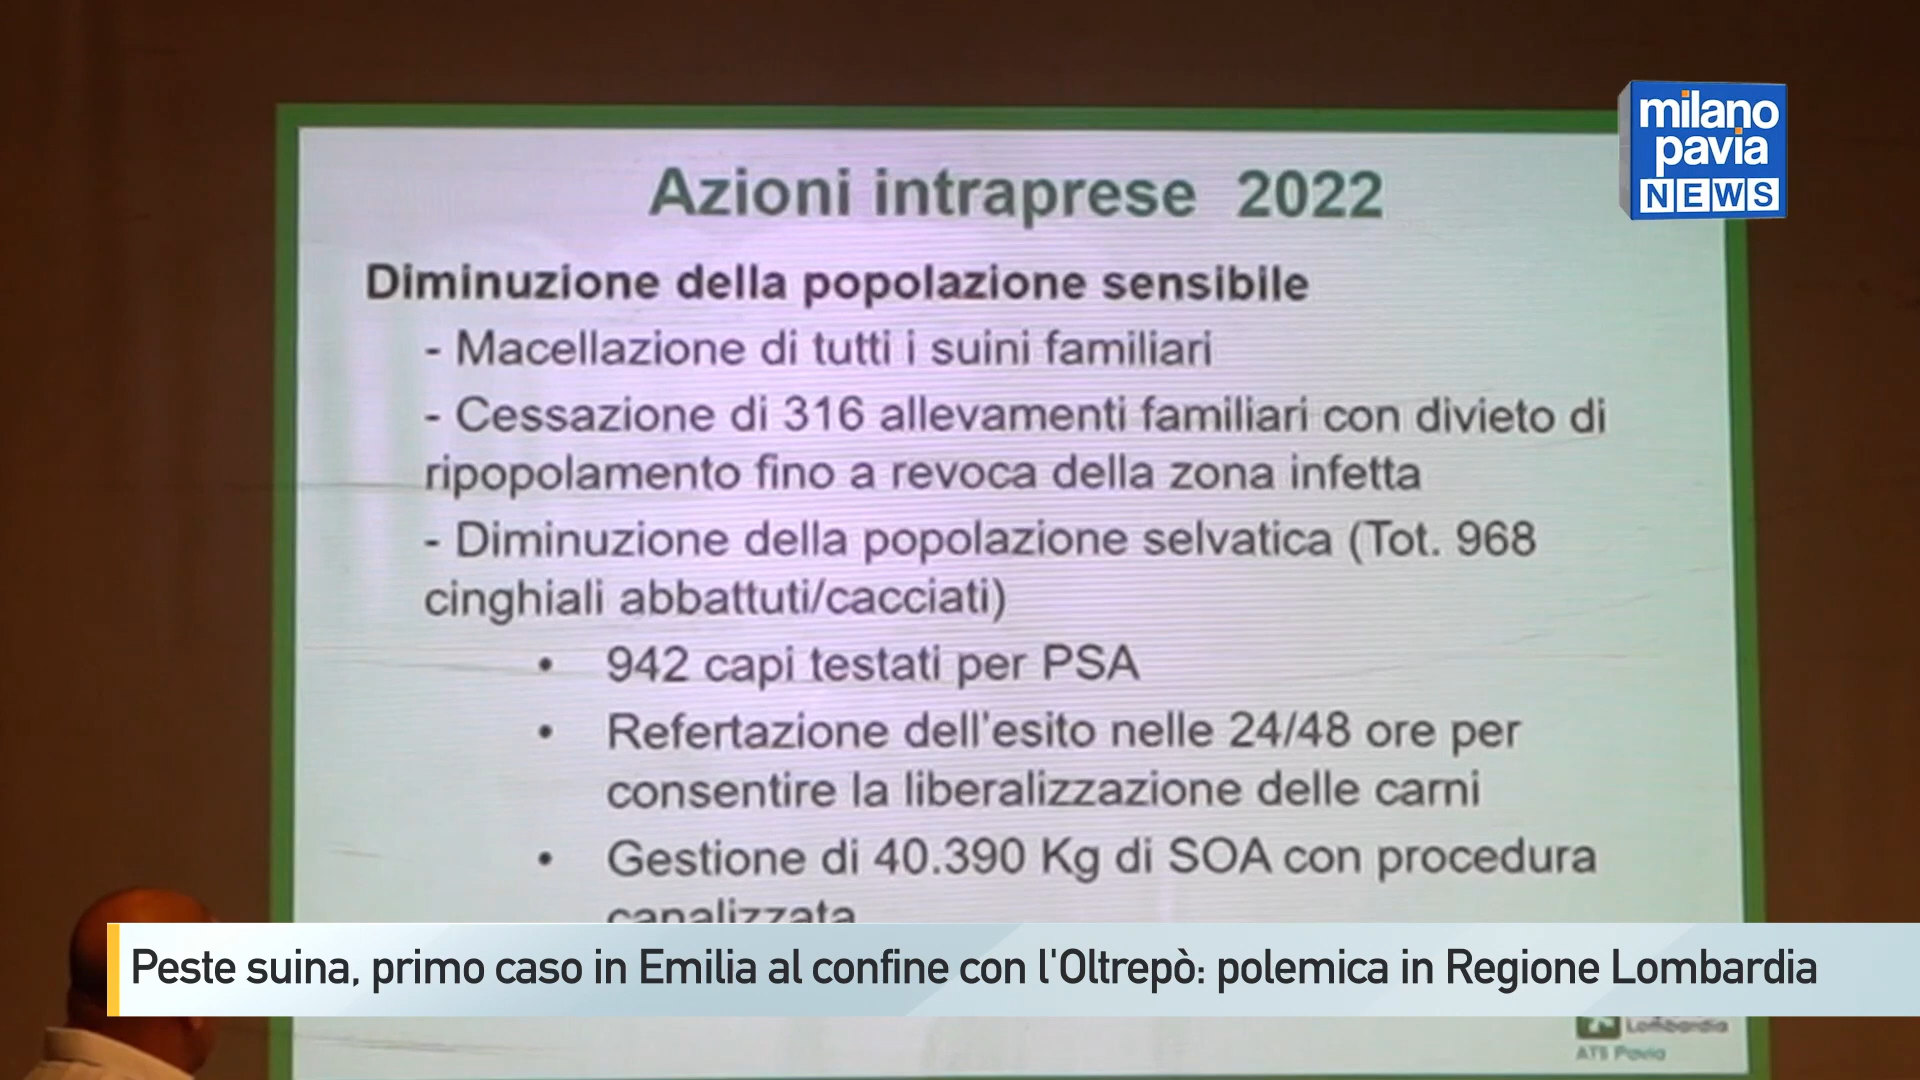 milano
pavia
NEWS
Azioni intraprese 2022
Diminuzione della popolazione sensibile
- Macellazione di tutti i suini familiari
- Cessazione di 316 allevamenti familiari con divieto di
ripopolamento fino a revoca della zona infetta
- Diminuzione della popolazione selvatica (Tot. 968
cinghiali abbattuti/cacciati)
• 942 capi testati per PSA
• Refertazione dell'esito nelle 24/48 ore per
consentire la liberalizzazione delle carni
• Gestione di 40.390 Kg di SOA con procedura
canalizzata
Peste suina, primo caso in Emilia al confine con l'Oltrepò: polemica in Regione Lombardia
Lombardia
ATS Pavia